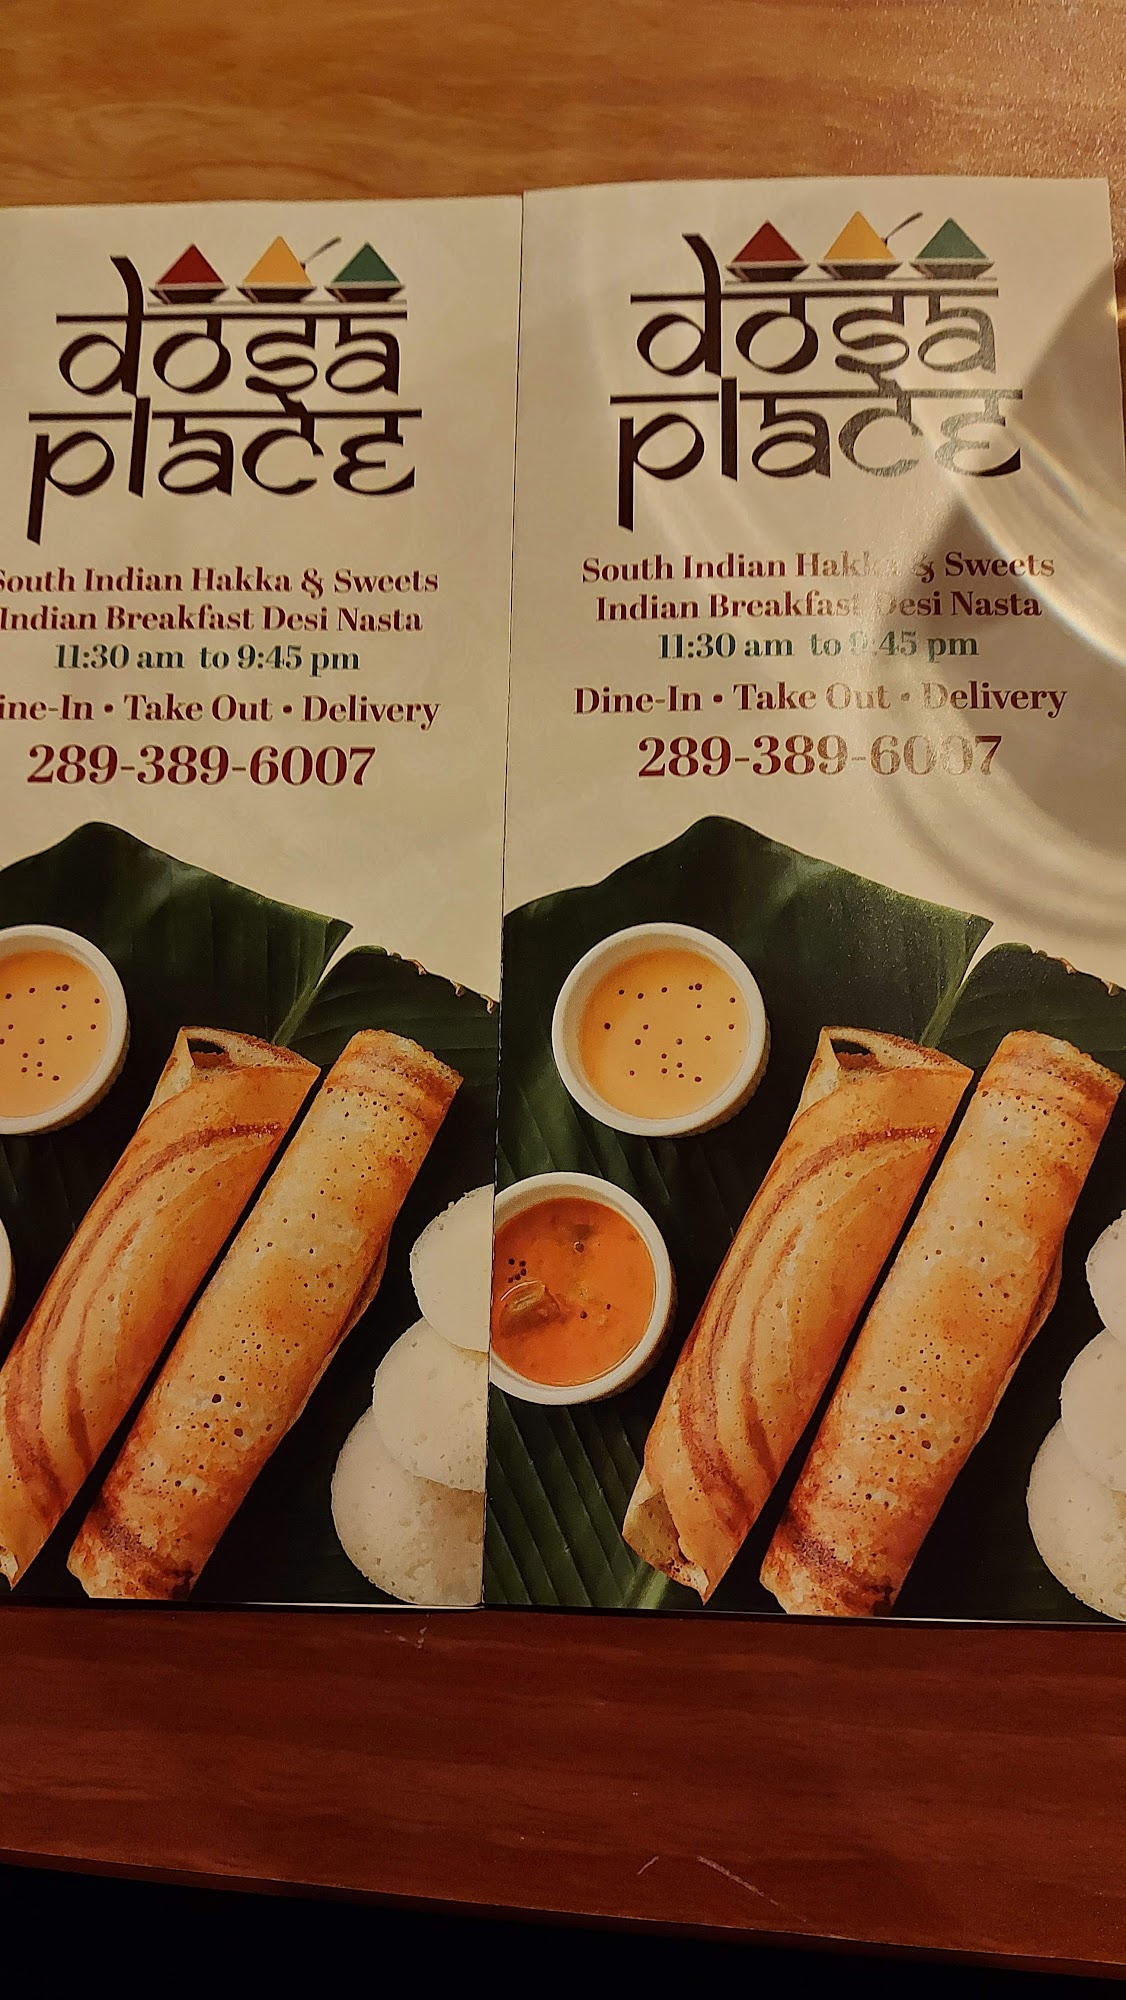 dosa
place
South Indian Hakka & Sweets
Indian Breakfast Desi Nasta
11:30 am to 9:45 pm
ine-In • Take Out • Delivery
289-389-6007
dosa
place
South Indian Hakka & Sweets
Indian Breakfast Desi Nasta
11:30 am to 9:45 pm
Dine-In • Take Out • Delivery
289-389-6007